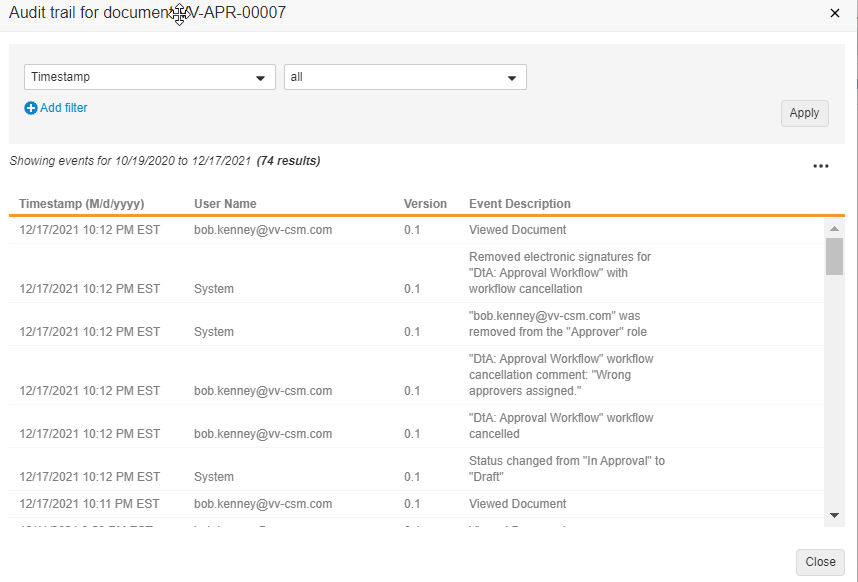 Audit trail for document VV-APR-00007
Timestamp
all
Add filter
Apply
Showing events for 10/19/2020 to 12/17/2021 (74 results)
Timestamp (M/d/yyyy) User Name Version Event Description
12/17/2021 10:12 PM EST bob.kenney@vv-csm.com 0.1 Viewed Document
Removed electronic signatures for
"DtA: Approval Workflow" with
12/17/2021 10:12 PM EST System 0.1 workflow cancellation
"bob.kenney@vv-csm.com" was
12/17/2021 10:12 PM EST System 0.1 removed from the "Approver" role
"DtA: Approval Workflow" workflow
cancellation comment: "Wrong
12/17/2021 10:12 PM EST bob.kenney@vv-csm.com 0.1 approvers assigned."
"DtA: Approval Workflow" workflow
12/17/2021 10:12 PM EST bob.kenney@vv-csm.com 0.1 cancelled
Status changed from "In Approval" to
12/17/2021 10:12 PM EST System 0.1 "Draft"
12/17/2021 10:11 PM EST bob.kenney@vv-csm.com 0.1 Viewed Document
Close